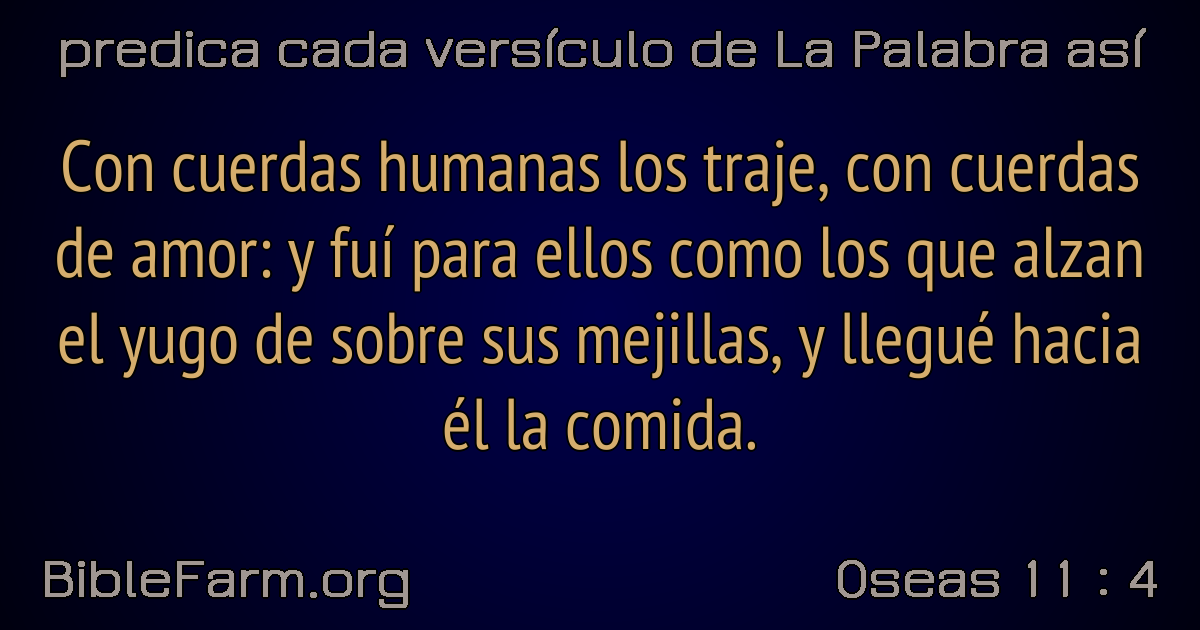 predica cada versículo de La Palabra así
Con cuerdas humanas los traje, con cuerdas
de amor: y fuí para ellos como los que alzan
el yugo de sobre sus mejillas, y llegué hacia
él la comida.
BibleFarm.org
Oseas 11 : 4